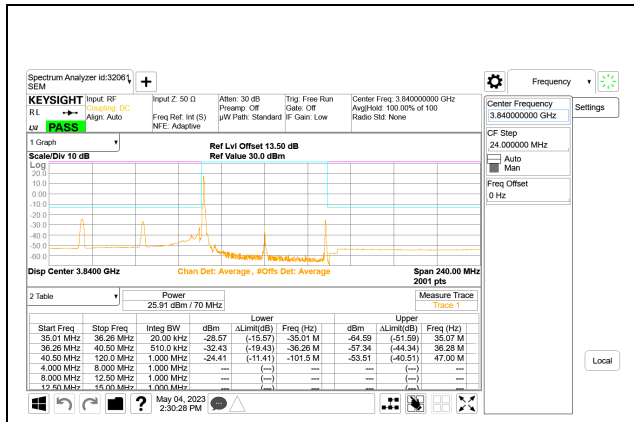 Spectrum Analyzer id:32061
SEM
Frequency
KEYSIGHT Input: RF Input Z: 50 Ω Atten: 30 dB Trig: Free Run Center Freq: 3.840000000 GHz
RL Coupling: DC Preamp: Off Gate: Off Avg|Hold: 100.00% of 100
Align: Auto Freq Ref: Int (S) µW Path: Standard IF Gain: Low Radio Std: None
LXI PASS NFE: Adaptive
Center Frequency
3.840000000 GHz
Settings
CF Step
24.000000 MHz
Auto
Man
Freq Offset
0 Hz
Local
1 Graph
Ref Lvl Offset 13.50 dB
Scale/Div 10 dB Ref Value 30.0 dBm
Log
20.0
10.0
0.00
-10.0
-20.0
-30.0
-40.0
-50.0
-60.0
Disp Center 3.8400 GHz Chan Det: Average , #Offs Det: Average Span 240.00 MHz
2001 pts
2 Table Power Measure Trace
25.91 dBm / 70 MHz Trace 1
Lower Upper
Start Freq Stop Freq Integ BW dBm ΔLimit(dB) Freq (Hz) dBm ΔLimit(dB) Freq (Hz)
35.01 MHz 36.26 MHz 20.00 kHz -28.57 (-15.57) -35.01 M -64.59 (-51.59) 35.07 M
36.26 MHz 40.50 MHz 510.0 kHz -32.43 (-19.43) -36.26 M -57.34 (-44.34) 36.28 M
40.50 MHz 120.0 MHz 1.000 MHz -24.41 (-11.41) -101.5 M -53.51 (-40.51) 47.00 M
4.000 MHz 8.000 MHz 1.000 MHz --- (---) --- (---)
8.000 MHz 12.50 MHz 1.000 MHz --- (---) --- (---)
12.50 MHz 15.00 MHz 1.000 MHz --- (---) --- (---)
May 04, 2023
2:30:28 PM